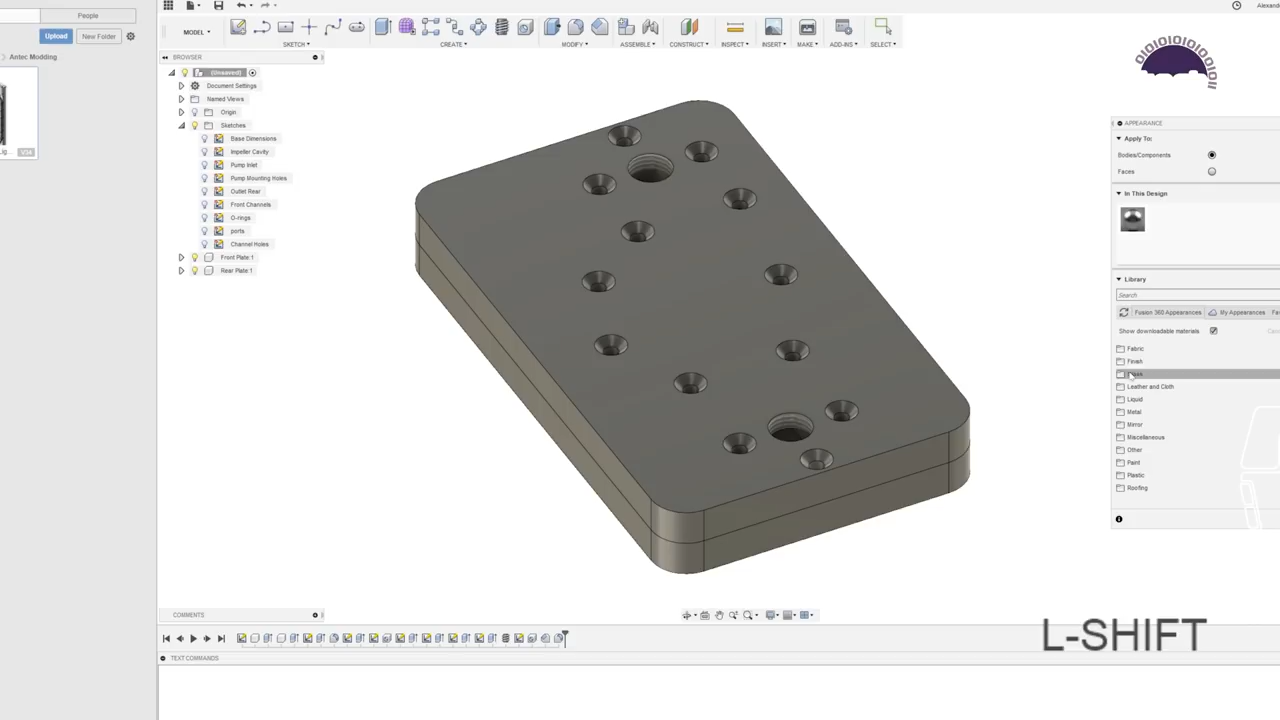 People
Upload
New Folder
Antec Modding
V34
MODEL
SKETCH
CREATE
MODIFY
ASSEMBLE
CONSTRUCT
INSPECT
INSERT
MAKE
ADD-INS
SELECT
BROWSER
(Unsaved)
Document Settings
Named Views
Origin
Sketches
Base Dimensions
Impeller Cavity
Pump Inlet
Pump Mounting Holes
Outlet Rear
Front Channels
O-rings
ports
Channel Holes
Front Plate:1
Rear Plate:1
APPEARANCE
Apply To:
Bodies/Components
Faces
In This Design
Library
Search
Fusion 360 Appearances
My Appearances
Show downloadable materials
Fabric
Finish
Leather and Cloth
Liquid
Metal
Mirror
Miscellaneous
Other
Paint
Plastic
Roofing
COMMENTS
TEXT COMMANDS
L-SHIFT